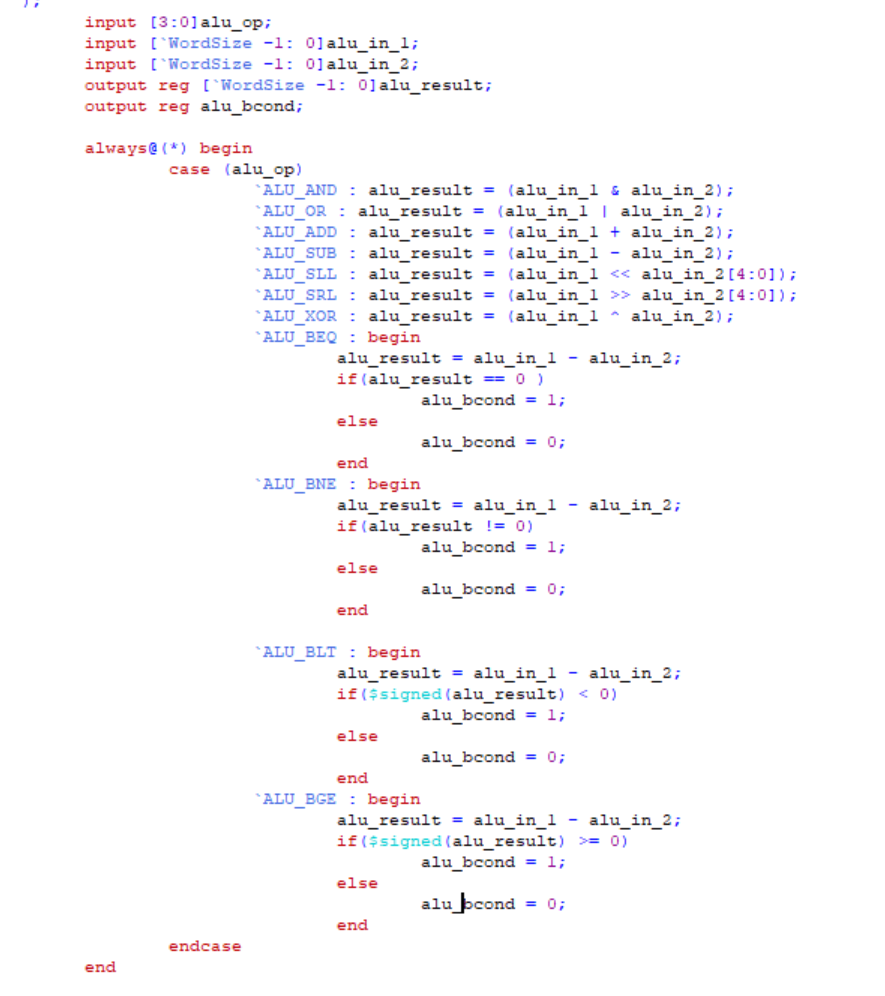 );
input [3:0]alu_op;
input [`WordSize -1: 0]alu_in_1;
input [`WordSize -1: 0]alu_in_2;
output reg [`WordSize -1: 0]alu_result;
output reg alu_bcond;
always@(*) begin
case (alu_op)
`ALU_AND : alu_result = (alu_in_1 & alu_in_2);
`ALU_OR : alu_result = (alu_in_1 | alu_in_2);
`ALU_ADD : alu_result = (alu_in_1 + alu_in_2);
`ALU_SUB : alu_result = (alu_in_1 - alu_in_2);
`ALU_SLL : alu_result = (alu_in_1 << alu_in_2[4:0]);
`ALU_SRL : alu_result = (alu_in_1 >> alu_in_2[4:0]);
`ALU_XOR : alu_result = (alu_in_1 ^ alu_in_2);
`ALU_BEQ : begin
alu_result = alu_in_1 - alu_in_2;
if(alu_result == 0 )
alu_bcond = 1;
else
alu_bcond = 0;
end
`ALU_BNE : begin
alu_result = alu_in_1 - alu_in_2;
if(alu_result != 0)
alu_bcond = 1;
else
alu_bcond = 0;
end
`ALU_BLT : begin
alu_result = alu_in_1 - alu_in_2;
if($signed(alu_result) < 0)
alu_bcond = 1;
else
alu_bcond = 0;
end
`ALU_BGE : begin
alu_result = alu_in_1 - alu_in_2;
if($signed(alu_result) >= 0)
alu_bcond = 1;
else
alu_bcond = 0;
end
endcase
end